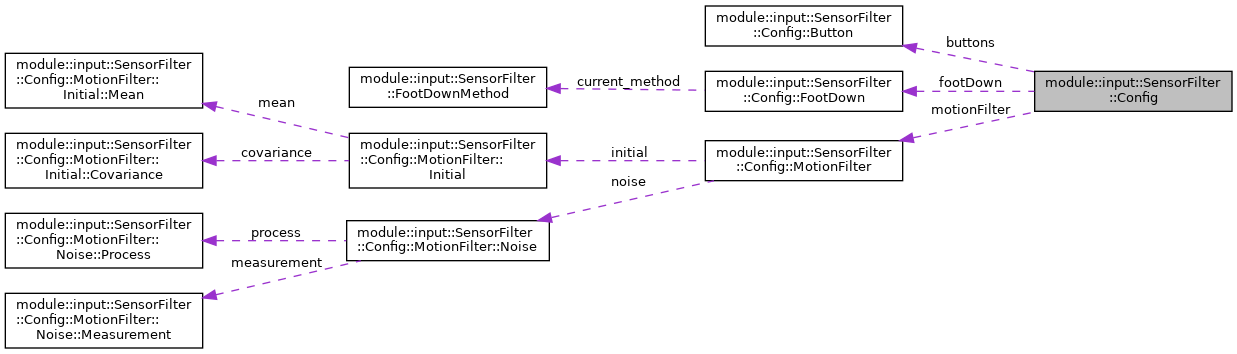 module::input::SensorFilter
::Config::MotionFilter::
Initial::Mean
module::input::SensorFilter
::Config::MotionFilter::
Initial::Covariance
module::input::SensorFilter
::Config::MotionFilter::
Noise::Process
module::input::SensorFilter
::Config::MotionFilter::
Noise::Measurement
mean
covariance
process
measurement
module::input::SensorFilter
::FootDownMethod
module::input::SensorFilter
::Config::MotionFilter::
Initial
module::input::SensorFilter
::Config::MotionFilter::Noise
current_method
initial
noise
module::input::SensorFilter
::Config::Button
module::input::SensorFilter
::Config::FootDown
module::input::SensorFilter
::Config::MotionFilter
buttons
footDown
motionFilter
module::input::SensorFilter
::Config